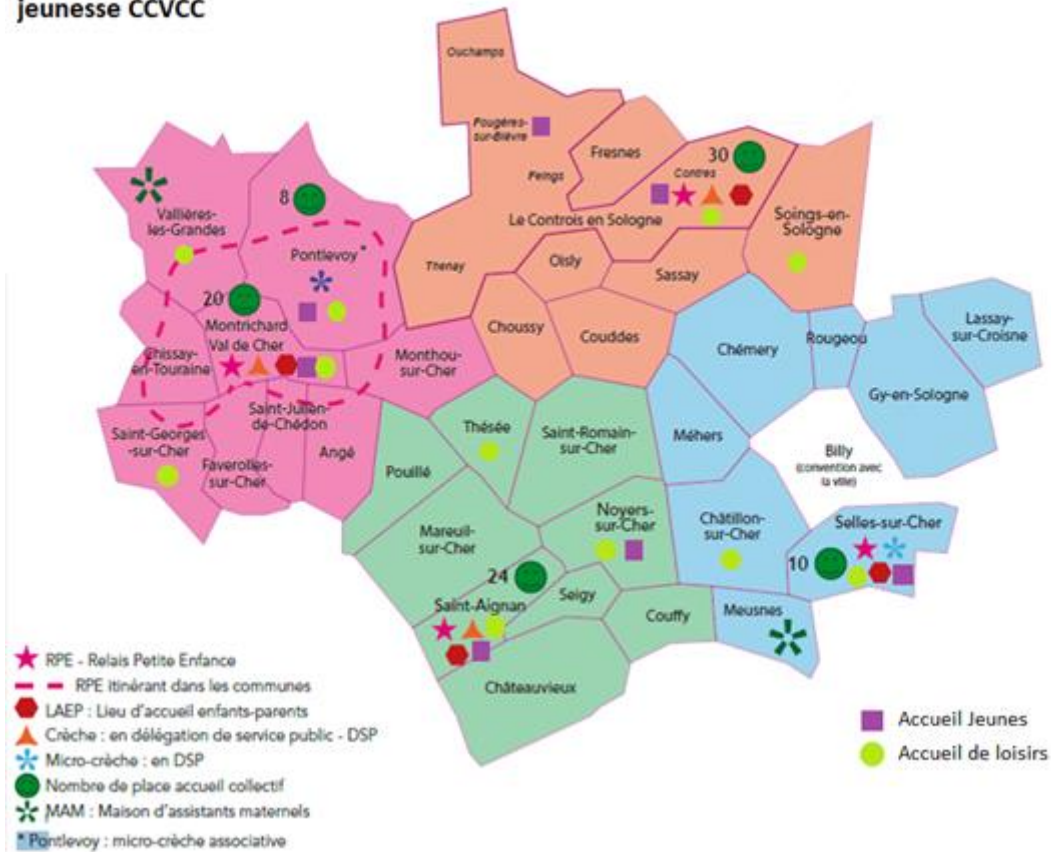 jeunesse CCVCC
Ouchamps
Fougères-
sur-Bièvre
Feings
Fresnes
30
Contres
Le Controis en Sologne
Thenay
Oisly
Sassay
Soings-en-
Sologne
Choussy
Couddes
Vallières-
les-Grandes
8
Pontlevoy *
20
Montrichard
Val de Cher
Chissay-
en-Touraine
Monthou-
sur-Cher
Saint-Julien-
de-Chédon
Saint-Georges
-sur-Cher
Faverolles-
sur-Cher
Angé
Chémery
Rougeou
Lassay-
sur-Croisne
Gy-en-Sologne
Méhers
Billy
(convention avec
la ville)
Châtillon-
sur-Cher
Selles-sur-Cher
10
Meusnes
Thésée
Saint-Romain-
sur-Cher
Pouillé
Mareuil-
sur-Cher
Noyers-
sur-Cher
24
Saint-Aignan
Seigy
Couffy
Châteauvieux
RPE - Relais Petite Enfance
RPE itinérant dans les communes
LAEP : Lieu d'accueil enfants-parents
Crèche : en délégation de service public - DSP
Micro-crèche : en DSP
Nombre de place accueil collectif
MAM : Maison d'assistants maternels
* Pontlevoy : micro-crèche associative
Accueil Jeunes
Accueil de loisirs